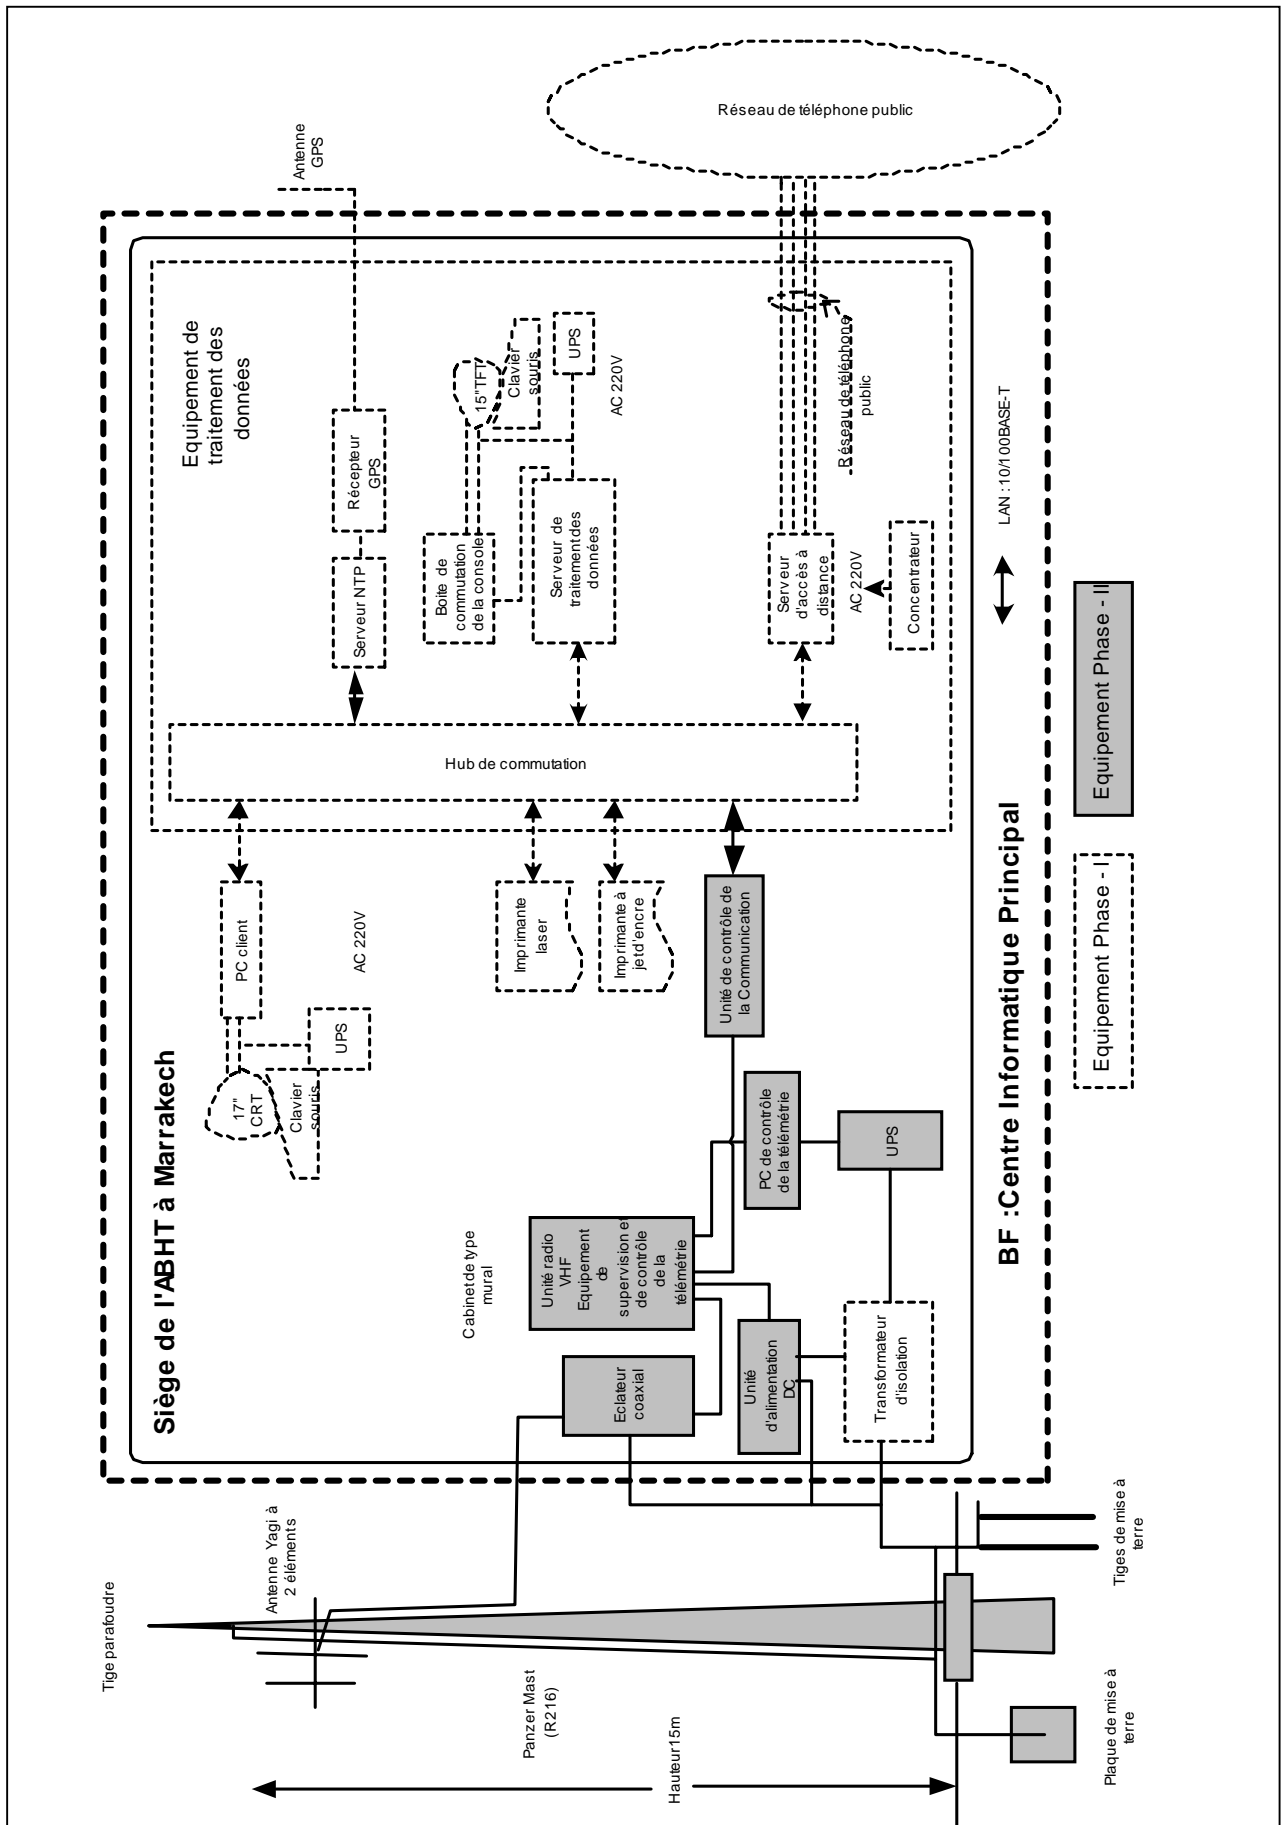 Réseau de téléphone public
Antenne
GPS
Equipement de
traitement des
données
Récepteur
GPS
Serveur NTP
15"TFT
Clavier
souris
UPS
AC 220V
Boite de
commutation
de la console
Serveur de
traitement des
données
Réseau de téléphone
public
Serveur
d'accès à
distance
AC 220V
Concentrateur
LAN :10/100BASE-T
Hub de commutation
Siège de l'ABHT à Marrakech
PC client
AC 220V
17"
CRT
Clavier
souris
UPS
Imprimante
laser
Imprimante à
jet d'encre
Unité de contrôle de
la Communication
PC de contrôle
de la télémétrie
UPS
Cabinet de type
mural
Unité radio
VHF
Equipement
de
supervision et
de contrôle
de la
télémétrie
Eclateur
coaxial
Unité
d'alimentation
DC
Transformateur
d'isolation
BF :Centre Informatique Principal
Equipement Phase - I
Equipement Phase - II
Tige parafoudre
Antenne Yagi à
2 éléments
Panzer Mast
(R216)
Hauteur15m
Tiges de mise à
terre
Plaque de mise à
terre